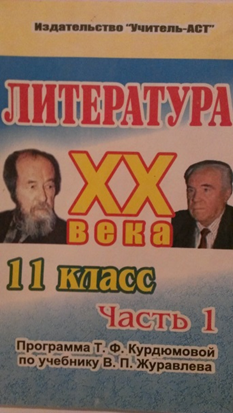 Издательство "Учитель-АСТ"
ЛИТЕРАТУРА
XX
века
11 класс
Часть 1
Программа Т. Ф. Курдюмовой
по учебнику В. П. Журавлева